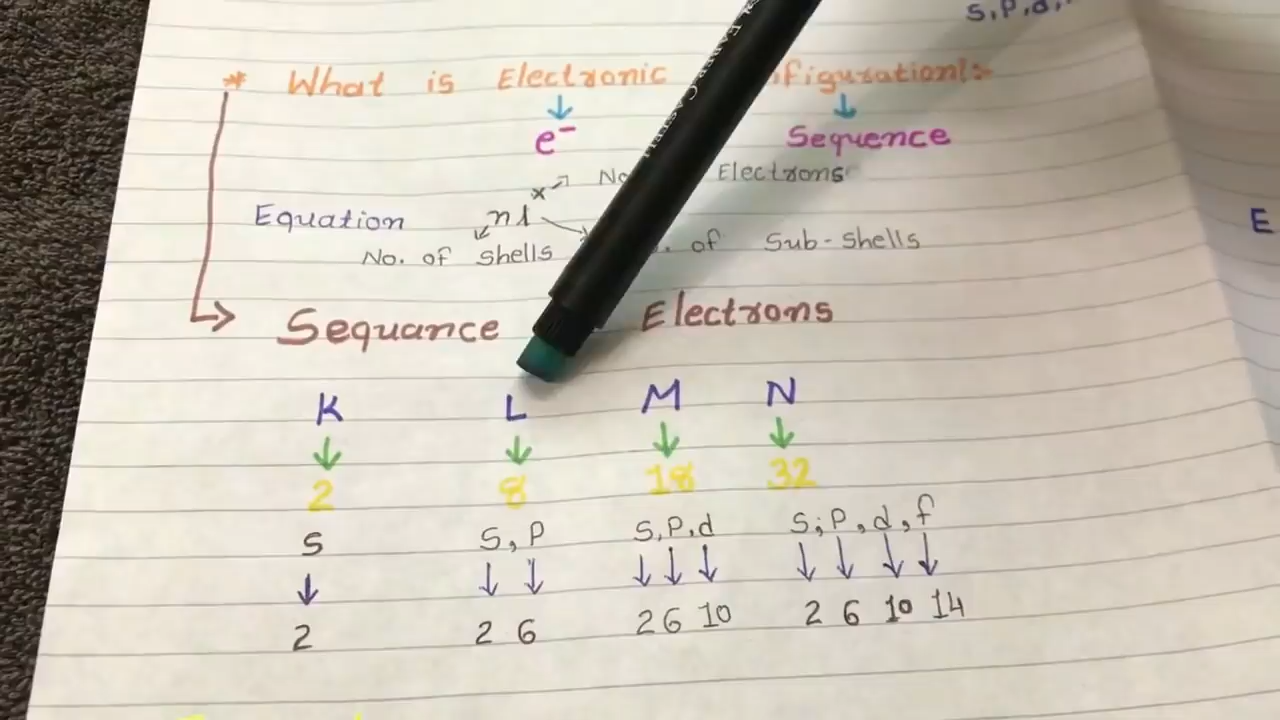 S,P,d,
* What is Electronic figuration:-
e⁻ Sequence
x No Electrons
Equation nl
No. of Shells . of Sub-Shells
Sequance Electrons
K L M N
2 8 18 32
S S,P S,P,d S,P,d,f
2 2 6 2 6 10 2 6 10 14
E